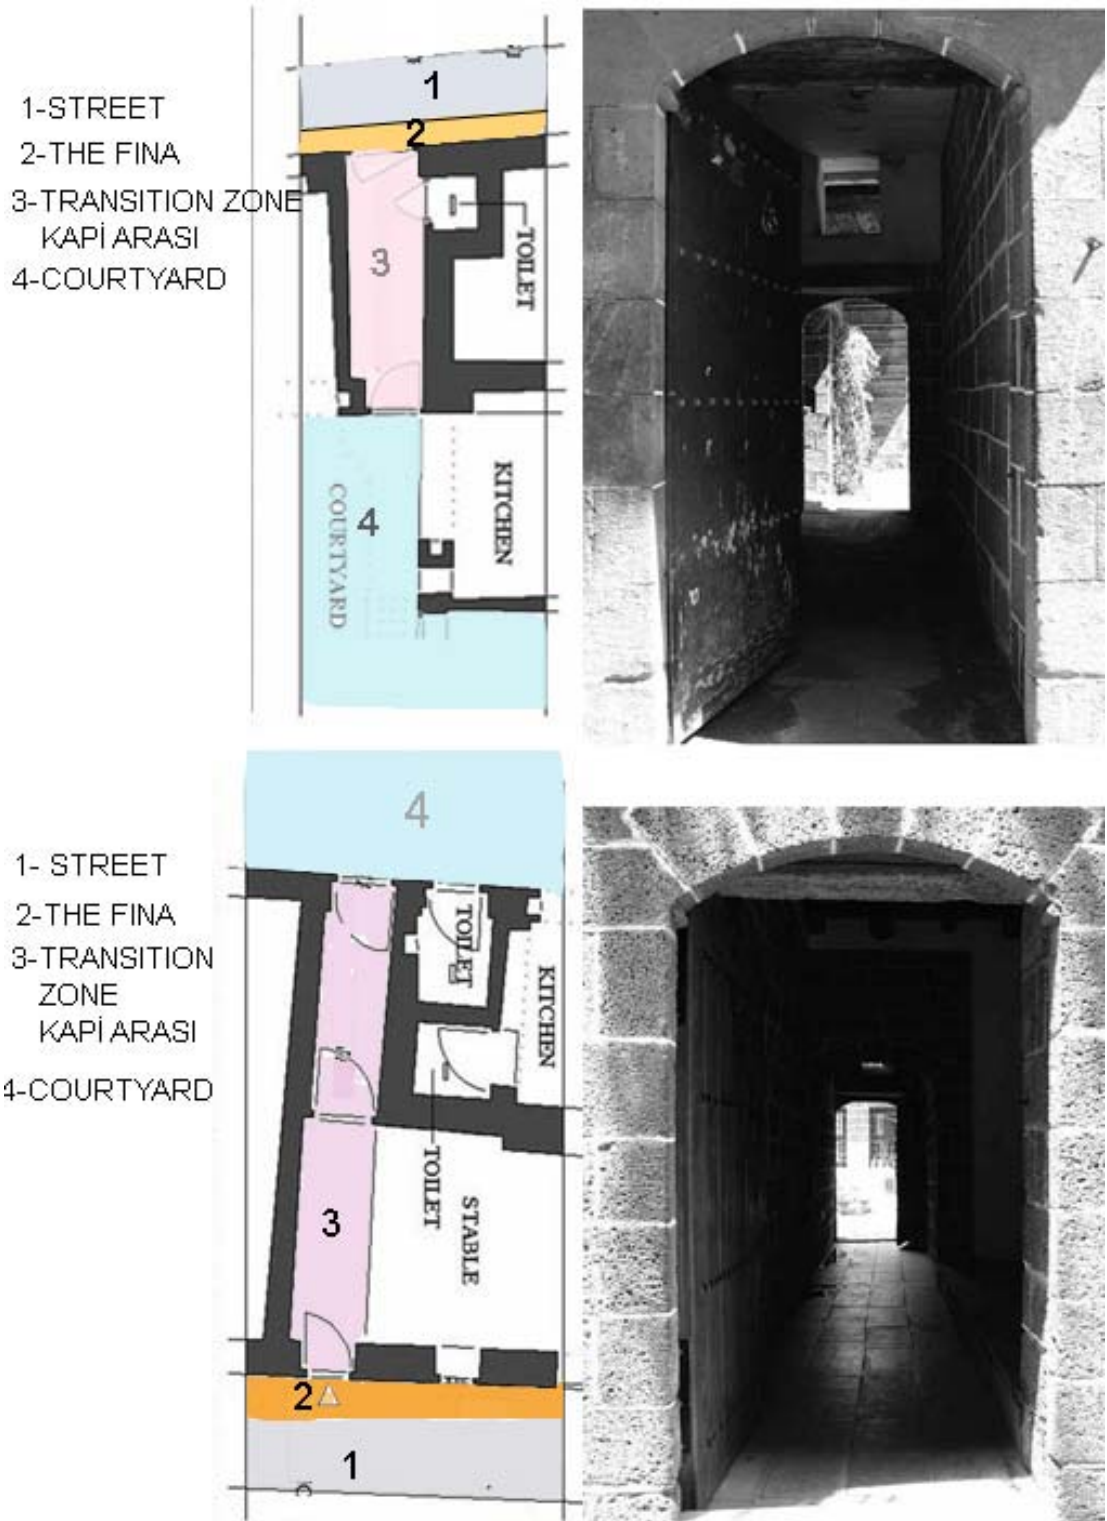 1-STREET
2-THE FINA
3-TRANSITION ZONE
KAPİ ARASI
4-COURTYARD
1
2
3
TOILET
4
COURTYARD
KITCHEN
1- STREET
2-THE FINA
3-TRANSITION
ZONE
KAPİ ARASI
4-COURTYARD
4
TOILET
KITCHEN
TOILET
STABLE
3
2
1